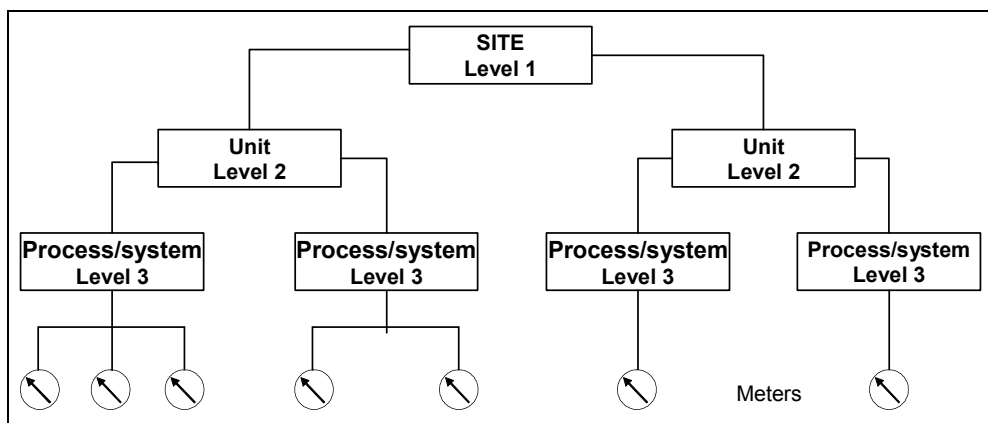 SITE
Level 1
Unit
Level 2
Unit
Level 2
Process/system
Level 3
Process/system
Level 3
Process/system
Level 3
Process/system
Level 3
Meters